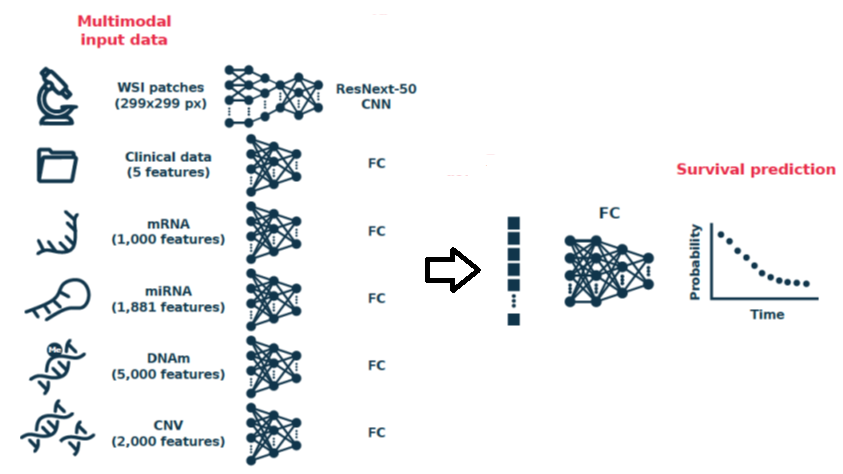 Multimodal
input data
WSI patches
(299x299 px)
ResNext-50
CNN
Clinical data
(5 features)
FC
mRNA
(1,000 features)
FC
miRNA
(1,881 features)
FC
Me
DNAm
(5,000 features)
FC
CNV
(2,000 features)
FC
FC
Survival prediction
Probability
Time